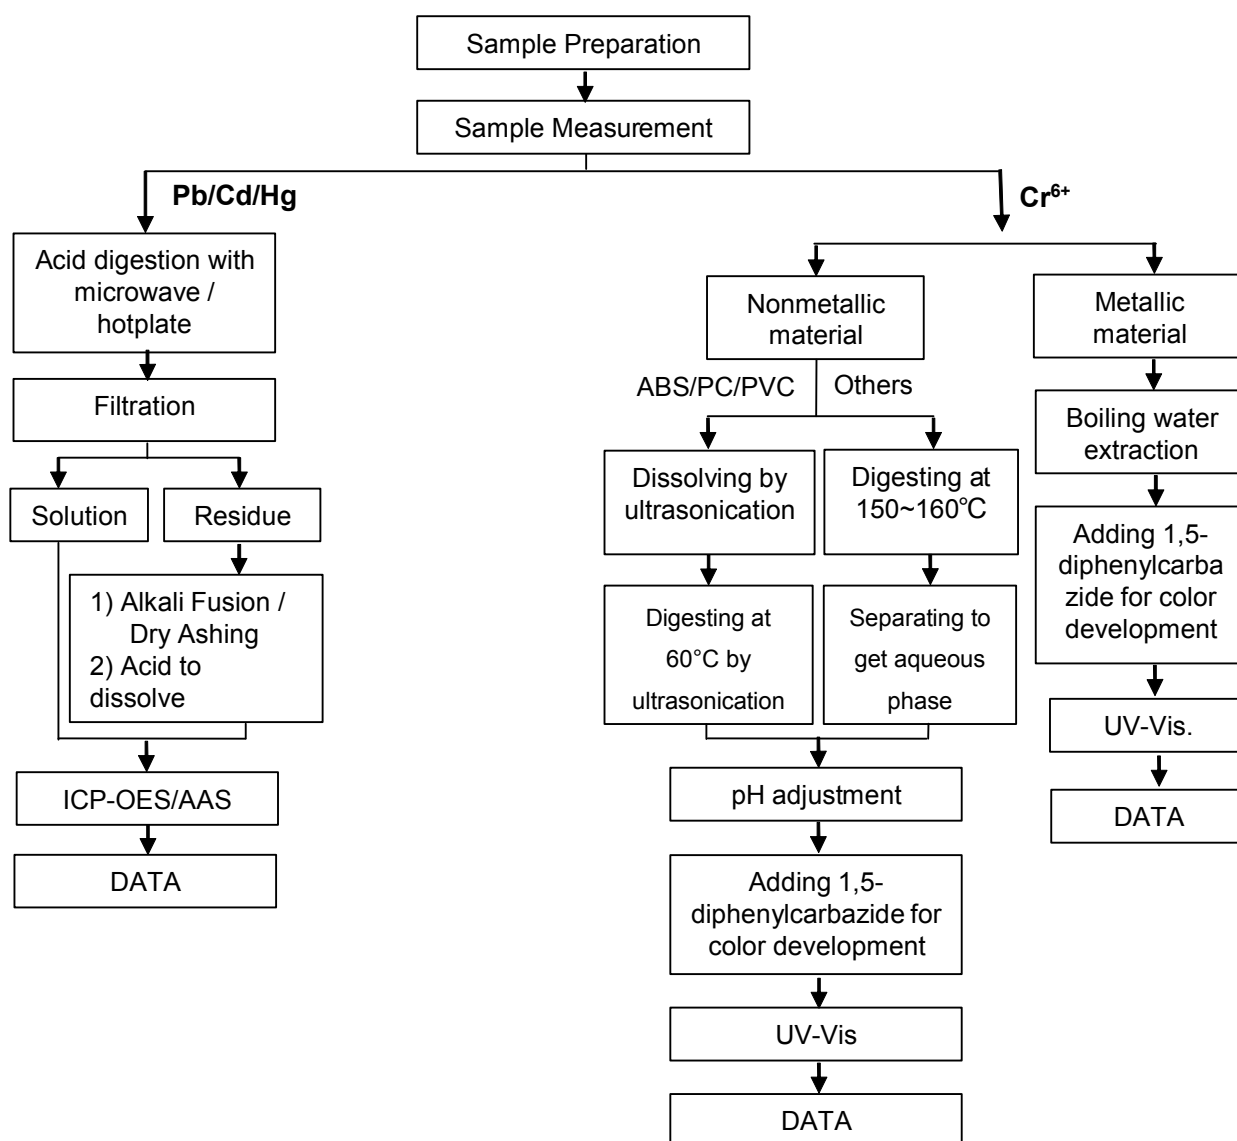 Sample Preparation
Sample Measurement
Pb/Cd/Hg
Cr⁶⁺
Acid digestion with
microwave /
hotplate
Filtration
Solution
Residue
1) Alkali Fusion /
Dry Ashing
2) Acid to
dissolve
ICP-OES/AAS
DATA
Nonmetallic
material
ABS/PC/PVC
Others
Dissolving by
ultrasonication
Digesting at
60°C by
ultrasonication
Digesting at
150~160℃
Separating to
get aqueous
phase
pH adjustment
Adding 1,5-
diphenylcarbazide for
color development
UV-Vis
DATA
Metallic
material
Boiling water
extraction
Adding 1,5-
diphenylcarba
zide for color
development
UV-Vis.
DATA